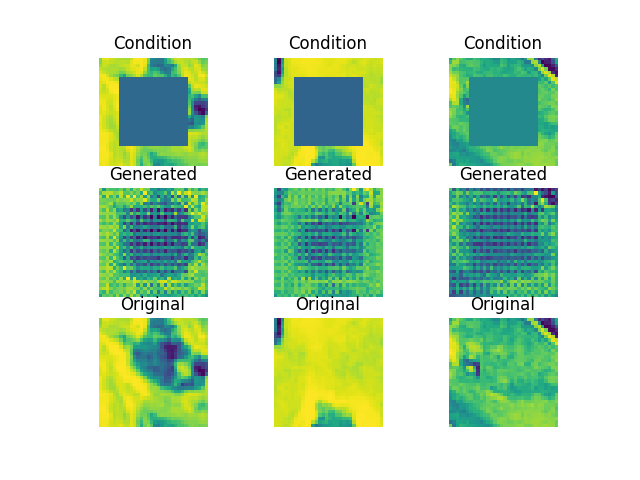 Condition Condition Condition
Generated Generated Generated
Original Original Original